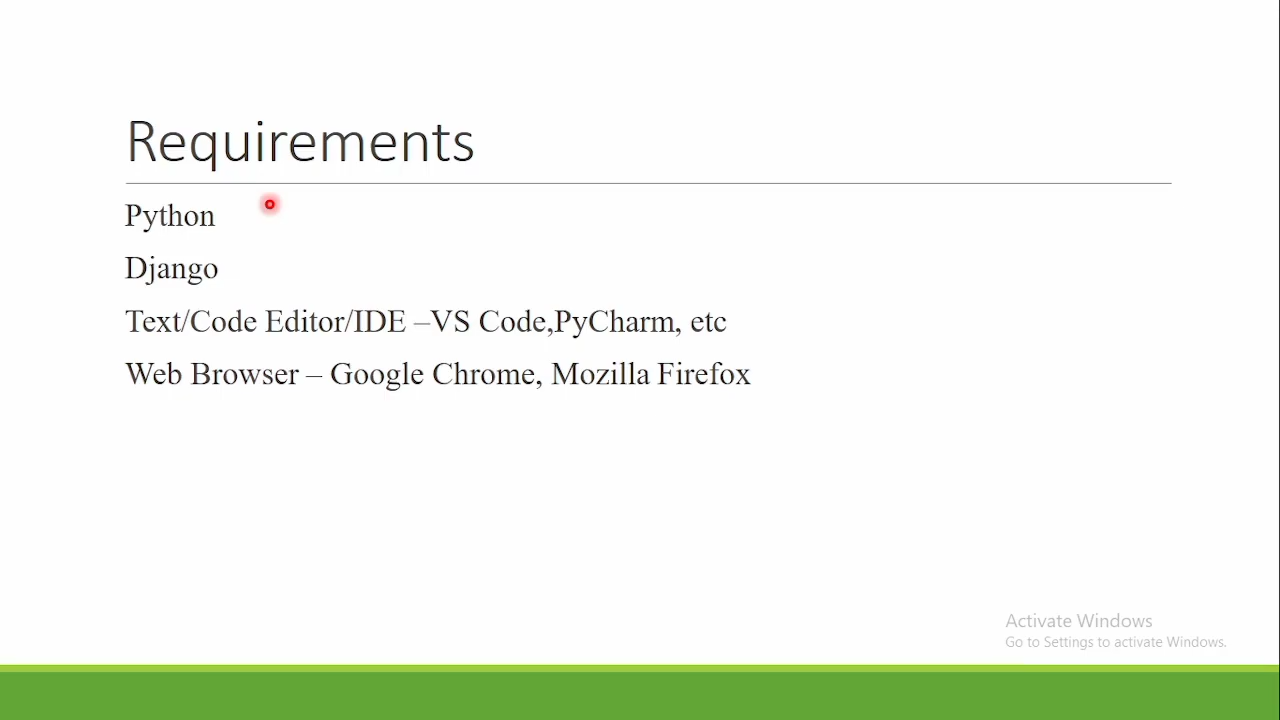 Requirements
Python
Django
Text/Code Editor/IDE –VS Code,PyCharm, etc
Web Browser – Google Chrome, Mozilla Firefox
Activate Windows
Go to Settings to activate Windows.